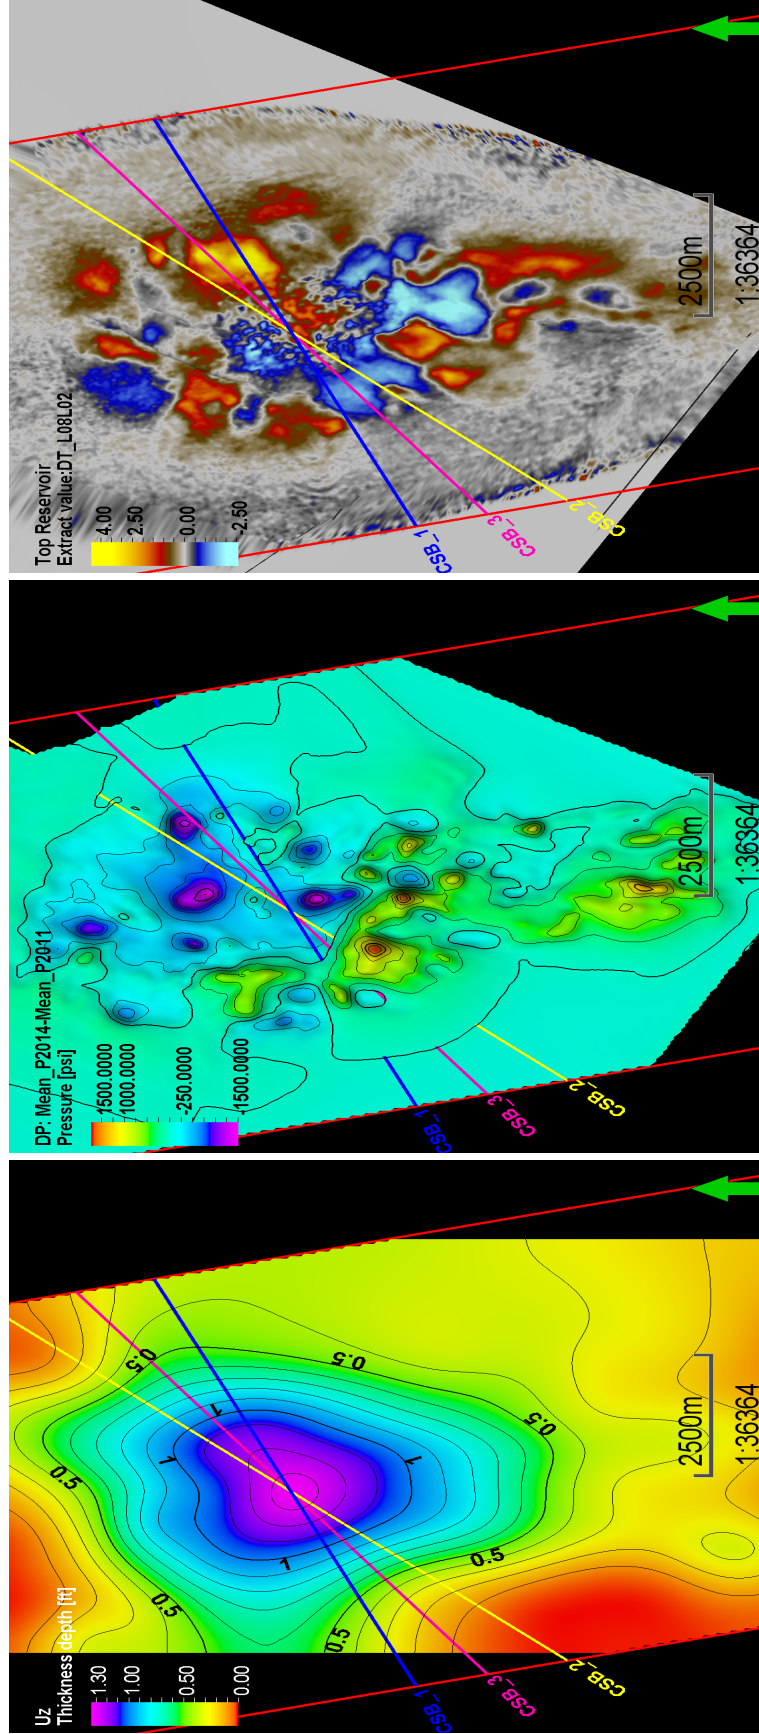 Top Reservoir
Extract value:DT_L08L02
4.00
2.50
0.00
-2.50
CSB_1
CSB_3
CSB_2
2500m
1:36364
DP: Mean_P2014-Mean_P2011
Pressure [psi]
1500.0000
1000.0000
-250.0000
-1500.0000
CSB_1
CSB_3
CSB_2
2500m
1:36364
Uz
Thickness depth [ft]
1.30
1.00
0.50
0.00
0.5
0.5
0.5
0.5
0.5
0.5
0.5
1
1
1
1
CSB_1
CSB_3
CSB_2
2500m
1:36364